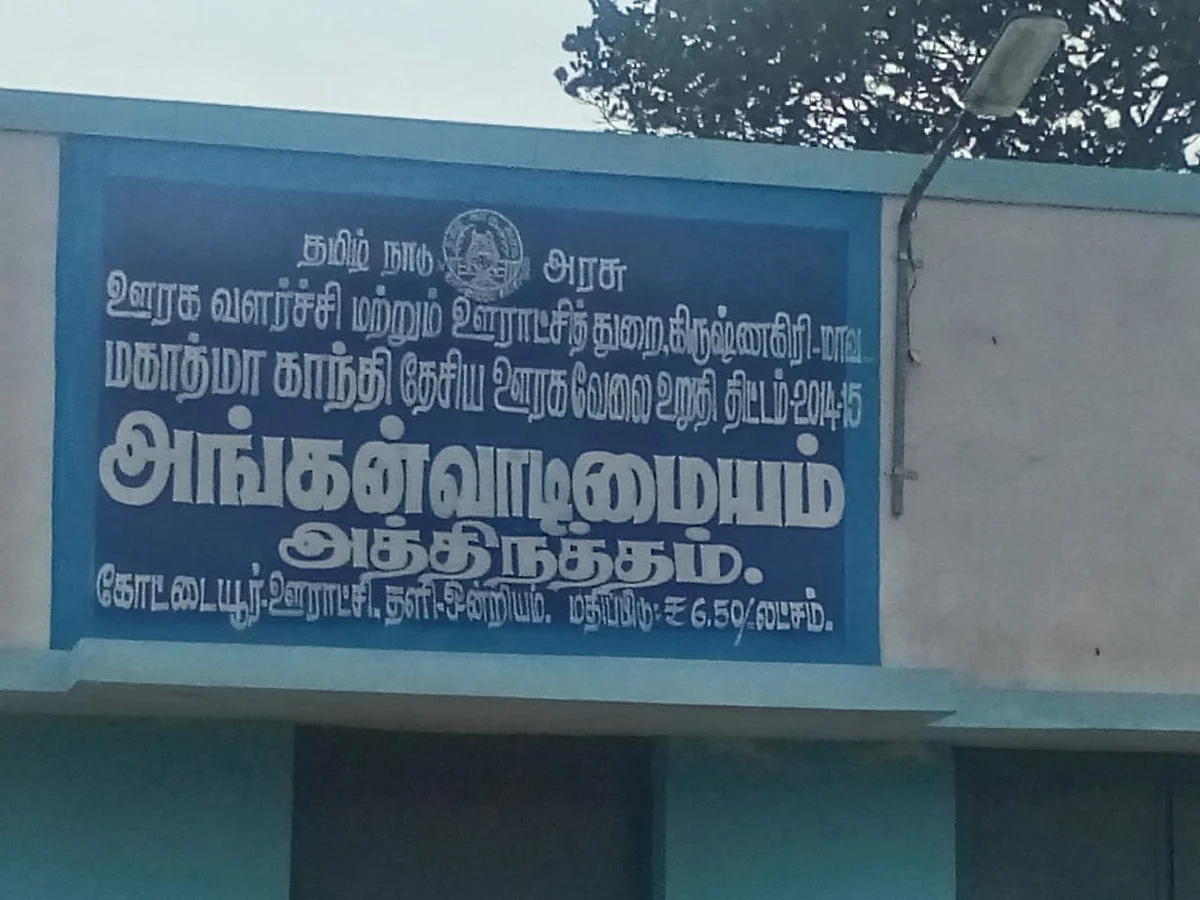 தமிழ் நாடு அரசு
ஊரக வளர்ச்சி மற்றும் ஊராட்சித் துறை,கிருஷ்ணகிரி-மாவ
மகாத்மா காந்தி தேசிய ஊரக வேலை உறுதி திட்டம்-2014-15
அங்கன்வாடிமையம்
அத்திநத்தம்.
கோட்டையூர்-ஊராட்சி. தளி-ஒன்றியம். மதிப்பீடு:-₹ 6.50/-லட்சம்.